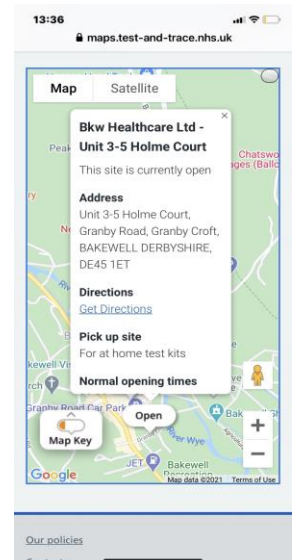 13:36
maps.test-and-trace.nhs.uk
Map
Satellite
Bkw Healthcare Ltd -
Unit 3-5 Holme Court
This site is currently open
Address
Unit 3-5 Holme Court,
Granby Road, Granby Croft,
BAKEWELL DERBYSHIRE,
DE45 1ET
Directions
Get Directions
Pick up site
For at home test kits
Normal opening times
Granby Road Car Park
Open
Map Key
River Wye
JET
Bakewell
Recreation
Google
Map data ©2021
Terms of Use
Our policies